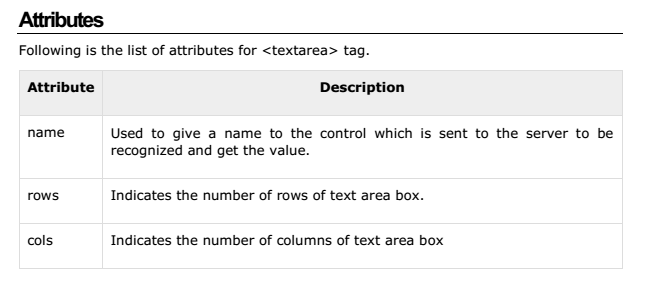 Attributes
Following is the list of attributes for <textarea> tag.
Attribute Description
name Used to give a name to the control which is sent to the server to be
recognized and get the value.
rows Indicates the number of rows of text area box.
cols Indicates the number of columns of text area box